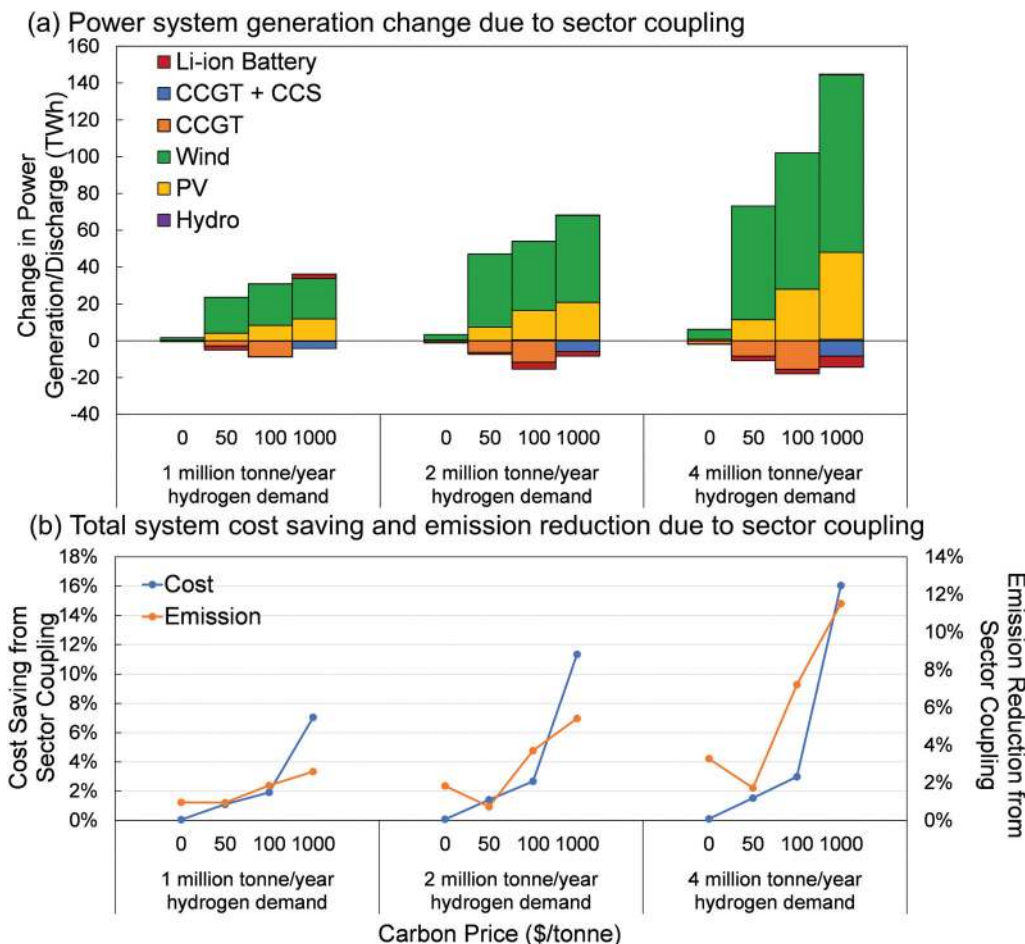 (a) Power system generation change due to sector coupling
Change in Power
Generation/Discharge (TWh)
160
140
120
100
80
60
40
20
0
-20
-40
Li-ion Battery
CCGT + CCS
CCGT
Wind
PV
Hydro
0 50 100 1000 0 50 100 1000 0 50 100 1000
1 million tonne/year 2 million tonne/year 4 million tonne/year
hydrogen demand hydrogen demand hydrogen demand
(b) Total system cost saving and emission reduction due to sector coupling
Cost Saving from
Sector Coupling
18%
16%
14%
12%
10%
8%
6%
4%
2%
0%
Cost
Emission
14%
12%
10%
8%
6%
4%
2%
0%
Emission Reduction from
Sector Coupling
0 50 100 1000 0 50 100 1000 0 50 100 1000
1 million tonne/year 2 million tonne/year 4 million tonne/year
hydrogen demand hydrogen demand hydrogen demand
Carbon Price ($/tonne)